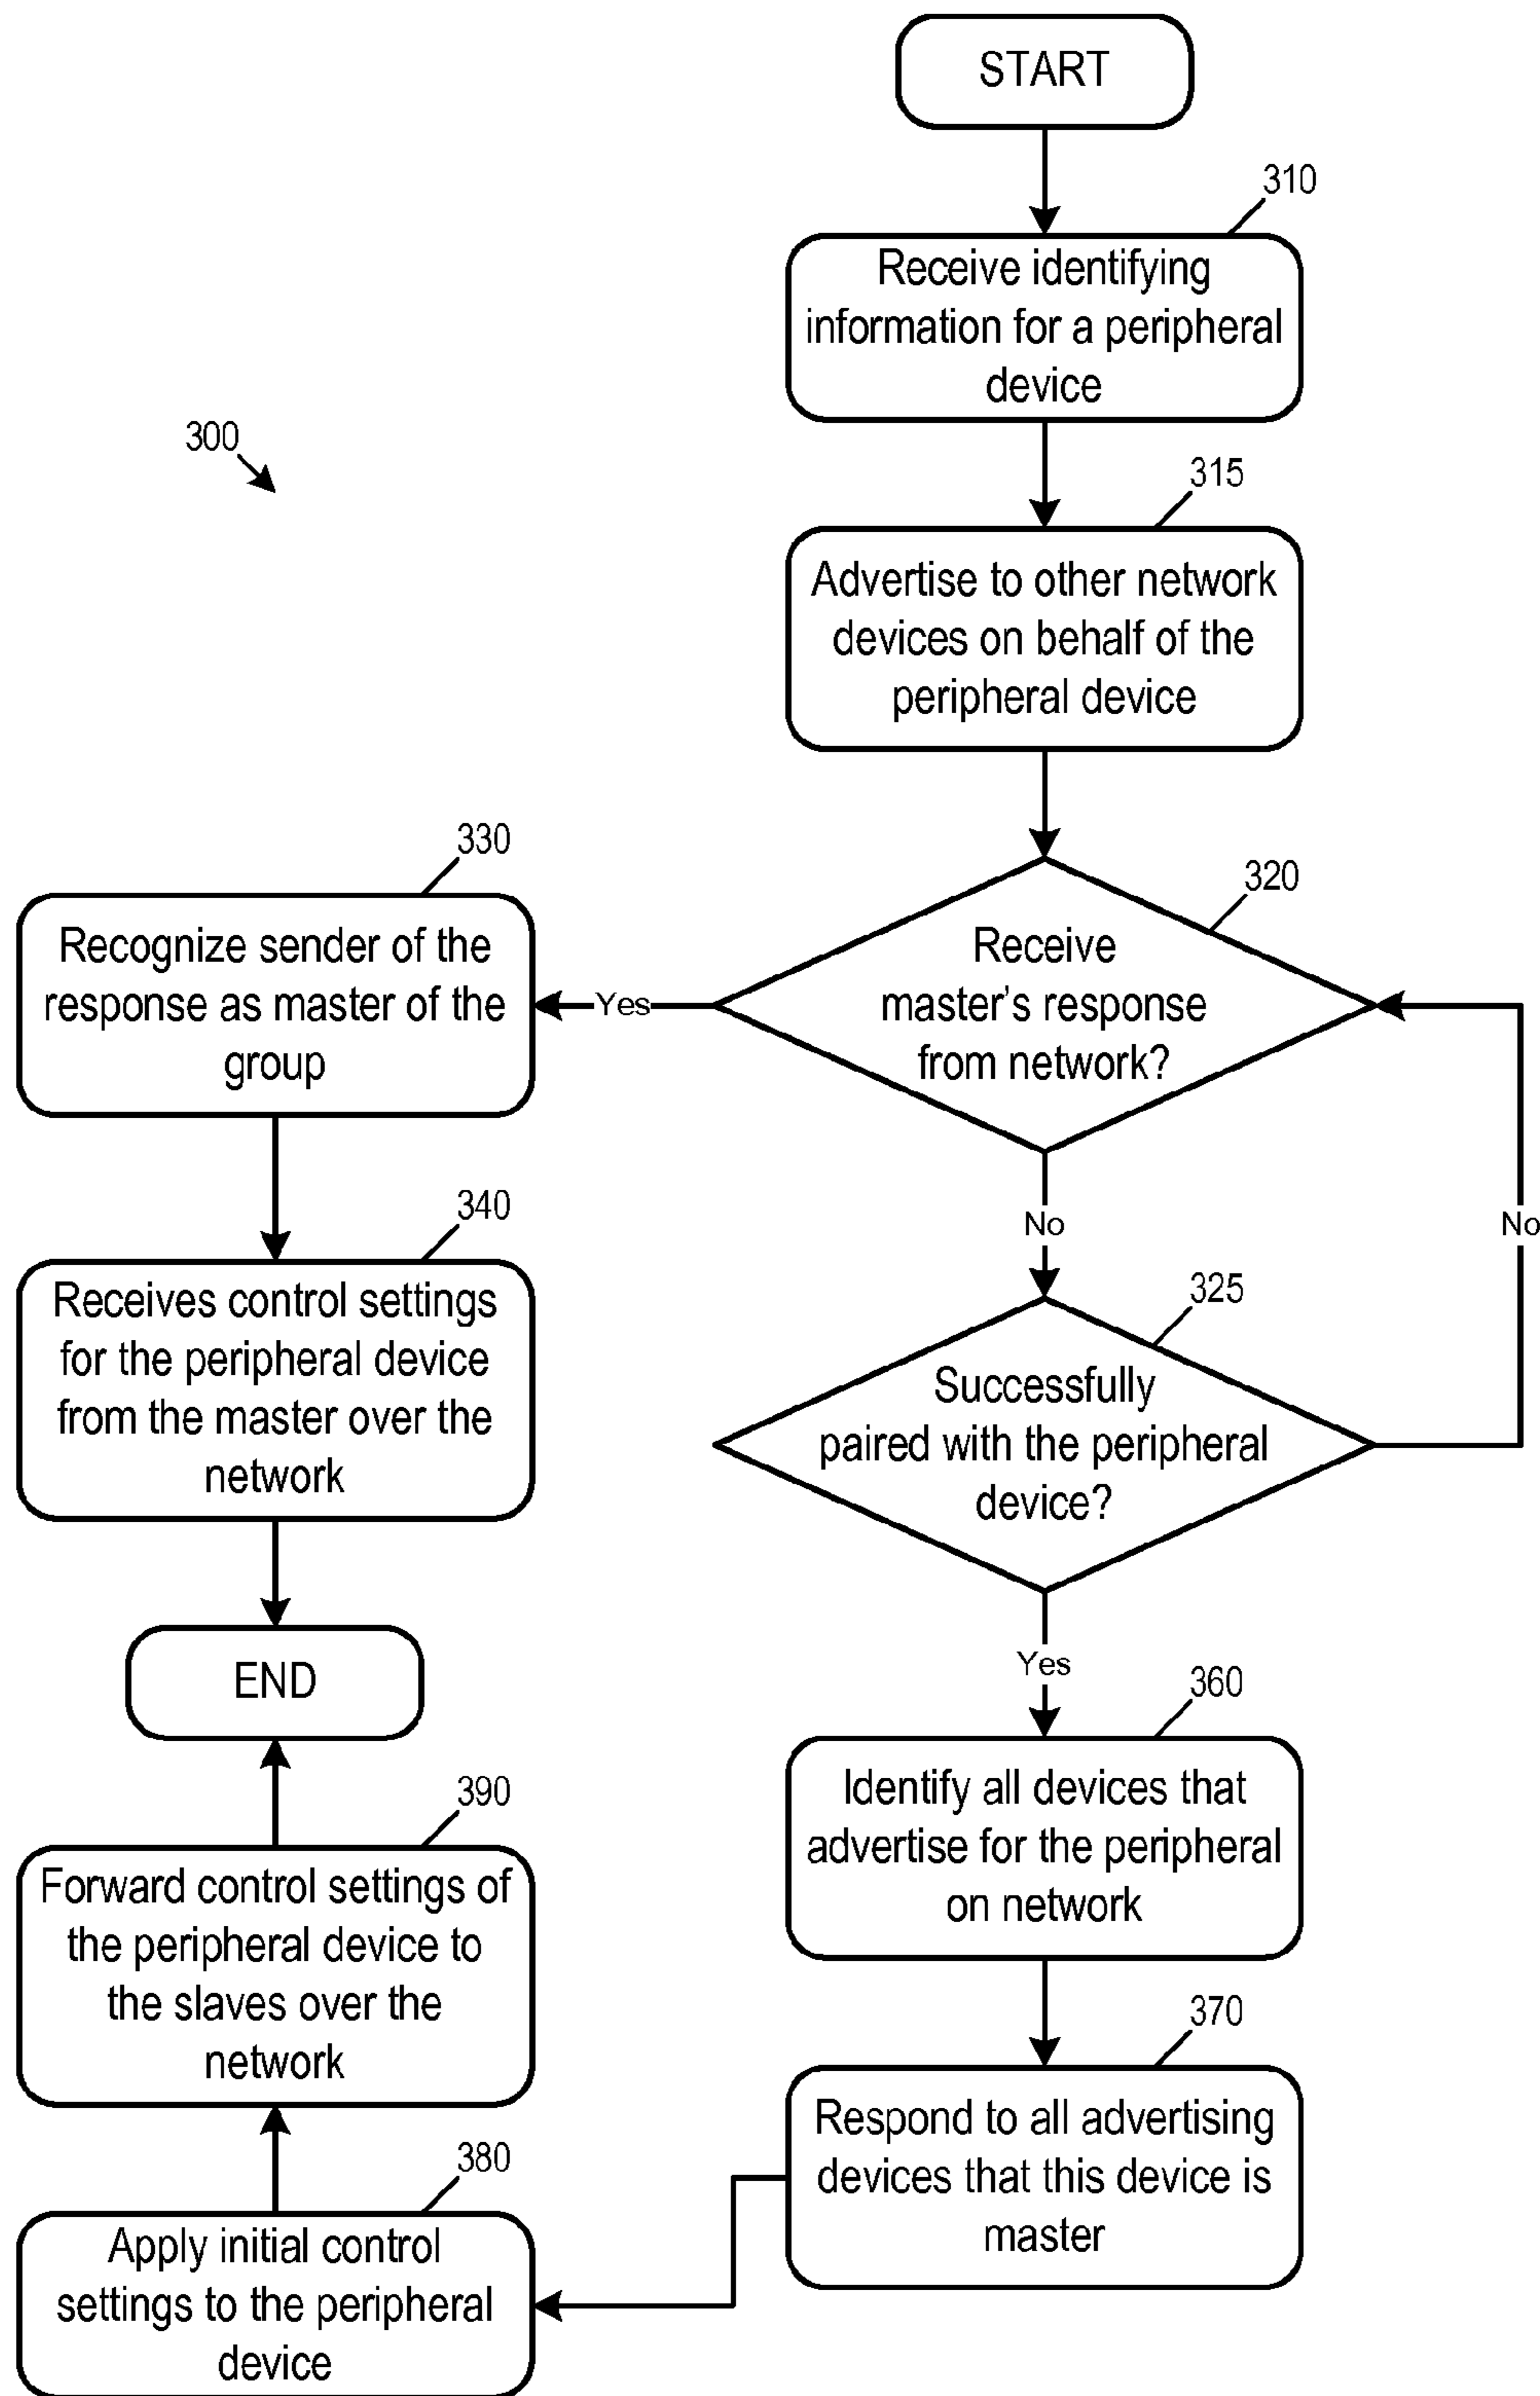 START
310
Receive identifying
information for a peripheral
device
300
315
Advertise to other network
devices on behalf of the
peripheral device
320
Receive
master's response
from network?
Yes
330
Recognize sender of the
response as master of the
group
340
Receives control settings
for the peripheral device
from the master over the
network
END
No
325
Successfully
paired with the peripheral
device?
No
Yes
360
Identify all devices that
advertise for the peripheral
on network
370
Respond to all advertising
devices that this device is
master
380
Apply initial control
settings to the peripheral
device
390
Forward control settings of
the peripheral device to
the slaves over the
network